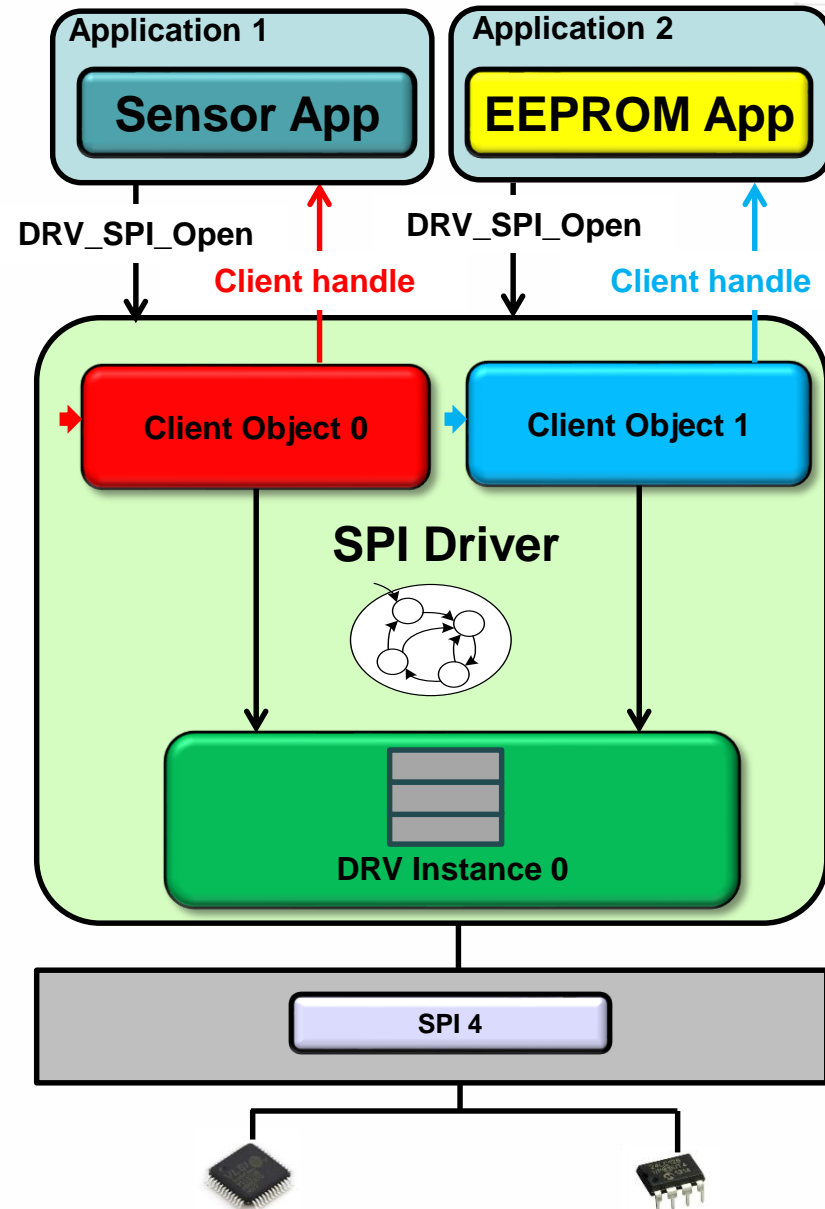 Application 1
Application 2
Sensor App
EEPROM App
DRV_SPI_Open
DRV_SPI_Open
Client handle
Client handle
Client Object 0
Client Object 1
SPI Driver
DRV Instance 0
SPI 4